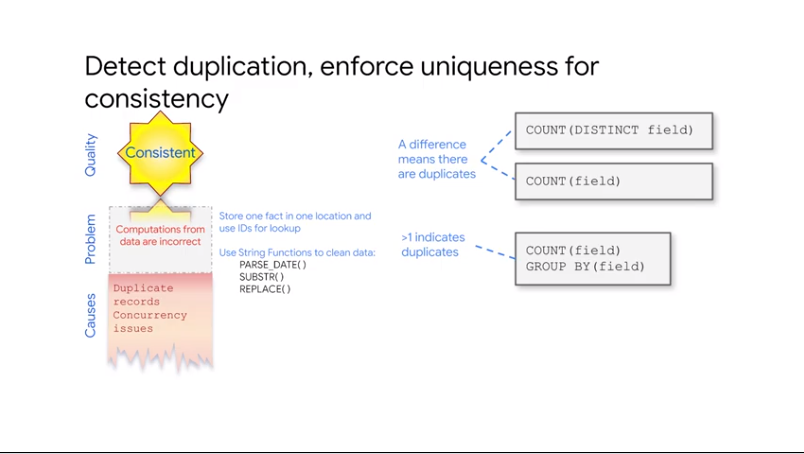 Detect duplication, enforce uniqueness for
consistency
Quality
Consistent
Problem
Computations from
data are incorrect
Causes
Duplicate
records
Concurrency
issues
Store one fact in one location and
use IDs for lookup
Use String Functions to clean data:
PARSE_DATE()
SUBSTR()
REPLACE()
A difference
means there
are duplicates
COUNT(DISTINCT field)
COUNT(field)
>1 indicates
duplicates
COUNT(field)
GROUP BY(field)